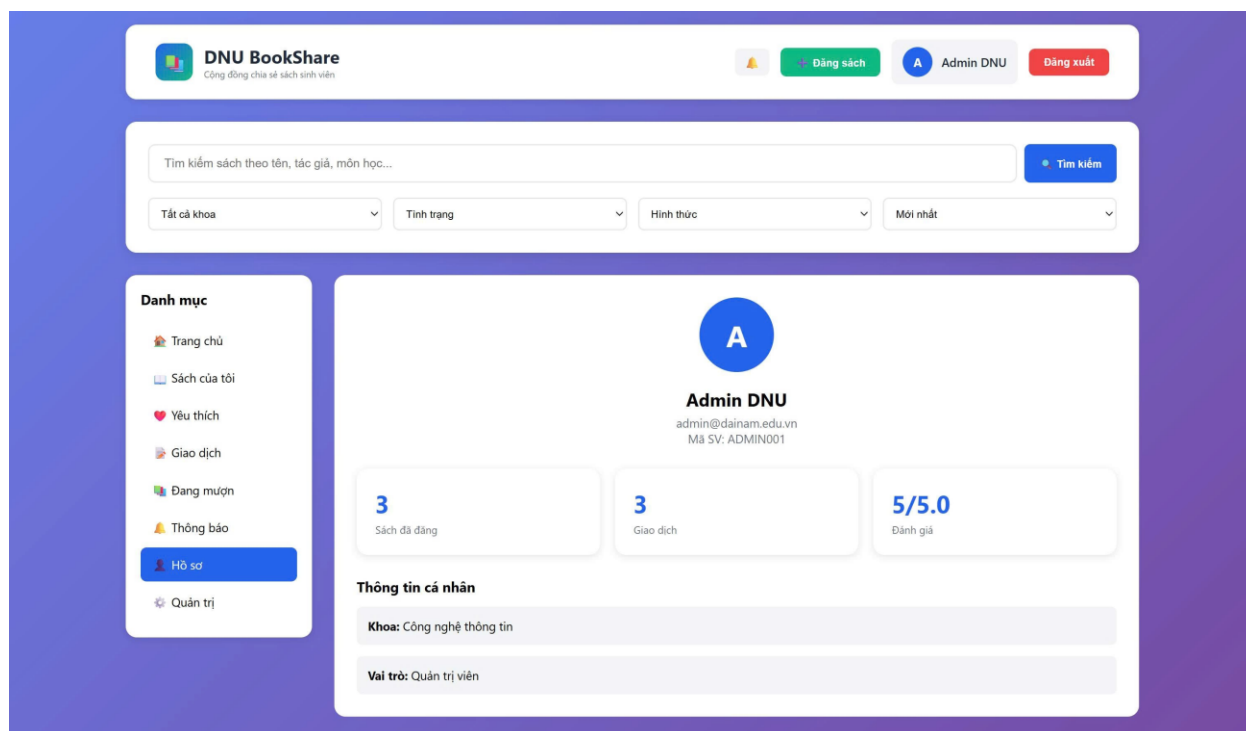 DNU BookShare
Cộng đồng chia sẻ sách sinh viên
Đăng sách
A
Admin DNU
Đăng xuất
Tìm kiếm sách theo tên, tác giả, môn học...
Tìm kiếm
Tất cả khoa
Tình trạng
Hình thức
Mới nhất
Danh mục
Trang chủ
Sách của tôi
Yêu thích
Giao dịch
Đang mượn
Thông báo
Hồ sơ
Quản trị
A
Admin DNU
admin@dainam.edu.vn
Mã SV: ADMIN001
3
Sách đã đăng
3
Giao dịch
5/5.0
Đánh giá
Thông tin cá nhân
Khoa: Công nghệ thông tin
Vai trò: Quản trị viên